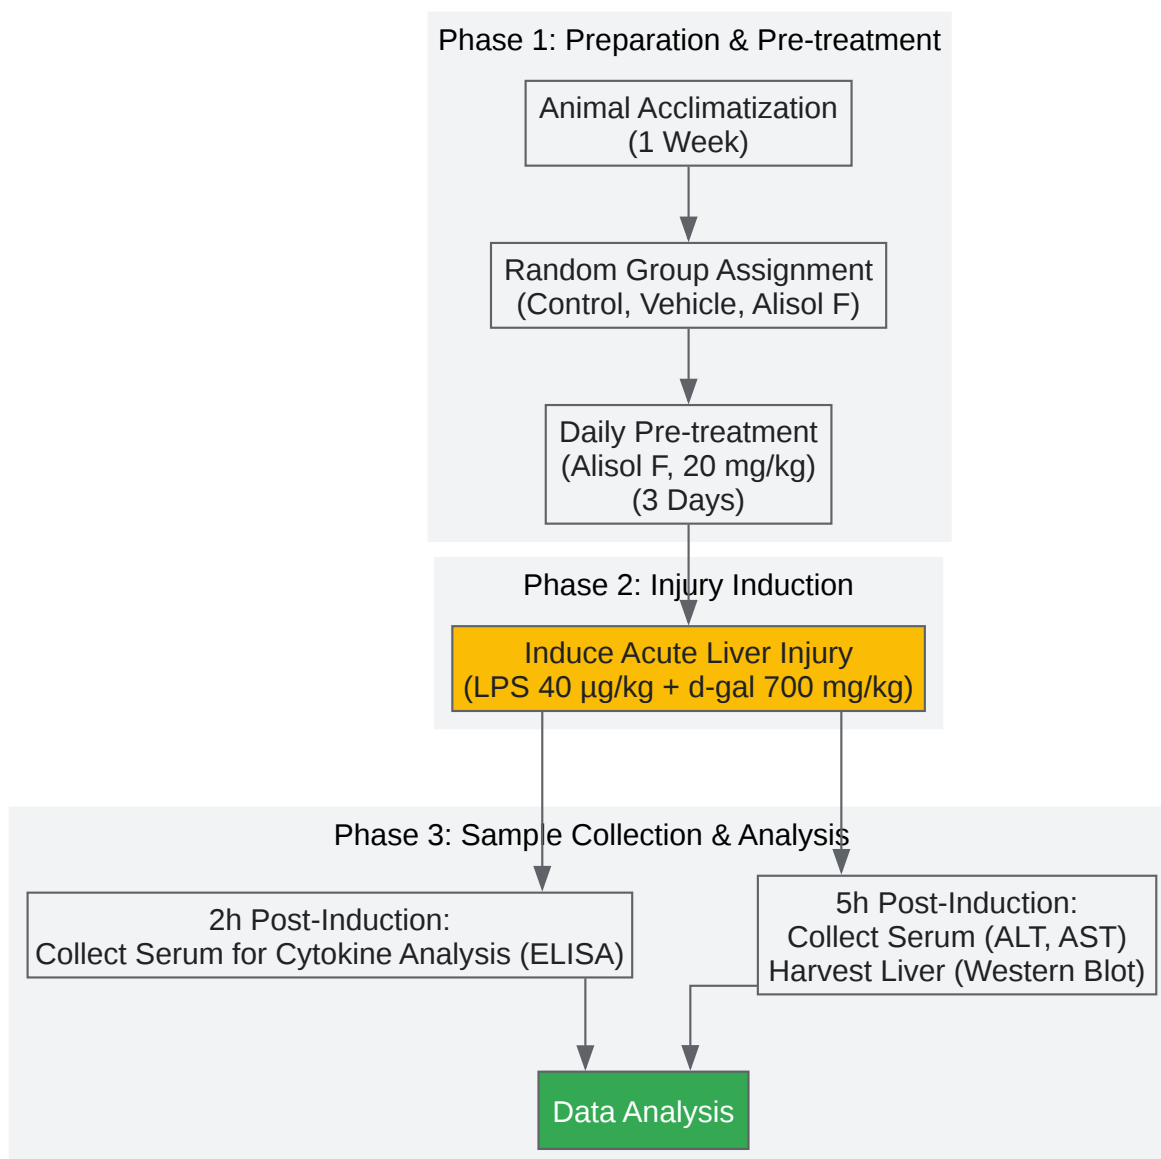 Phase 1: Preparation & Pre-treatment
Animal Acclimatization
(1 Week)
Random Group Assignment
(Control, Vehicle, Alisol F)
Daily Pre-treatment
(Alisol F, 20 mg/kg)
(3 Days)
Phase 2: Injury Induction
Induce Acute Liver Injury
(LPS 40 µg/kg + d-gal 700 mg/kg)
Phase 3: Sample Collection & Analysis
2h Post-Induction:
Collect Serum for Cytokine Analysis (ELISA)
5h Post-Induction:
Collect Serum (ALT, AST)
Harvest Liver (Western Blot)
Data Analysis